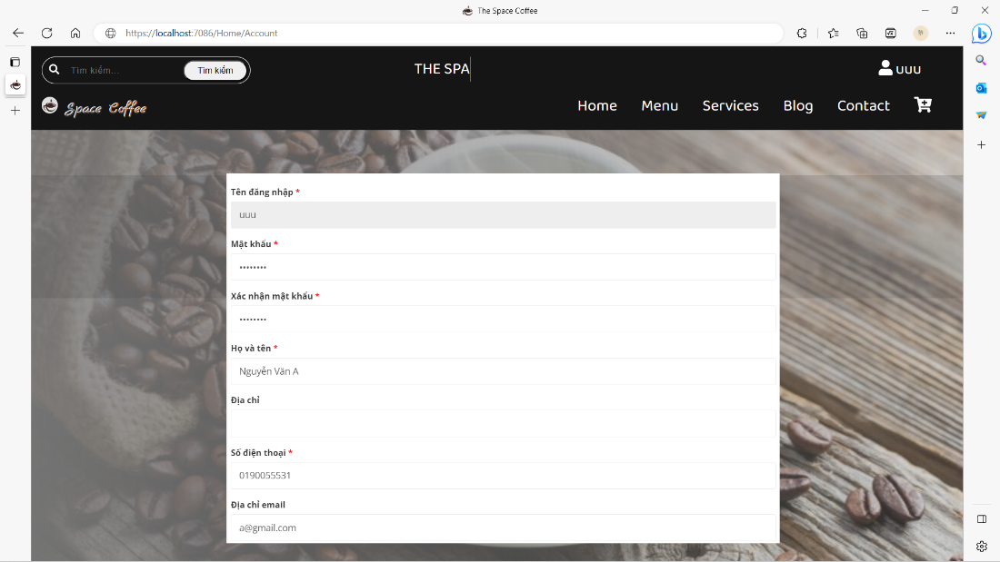 The Space Coffee
https://localhost:7086/Home/Account
Tìm kiếm...
Tìm kiếm
THE SPA
uuu
Space Coffee
Home
Menu
Services
Blog
Contact
Tên đăng nhập *
uuu
Mật khẩu *
••••••••
Xác nhận mật khẩu *
••••••••
Họ và tên *
Nguyễn Văn A
Địa chỉ
Số điện thoại *
0190055531
Địa chỉ email
a@gmail.com